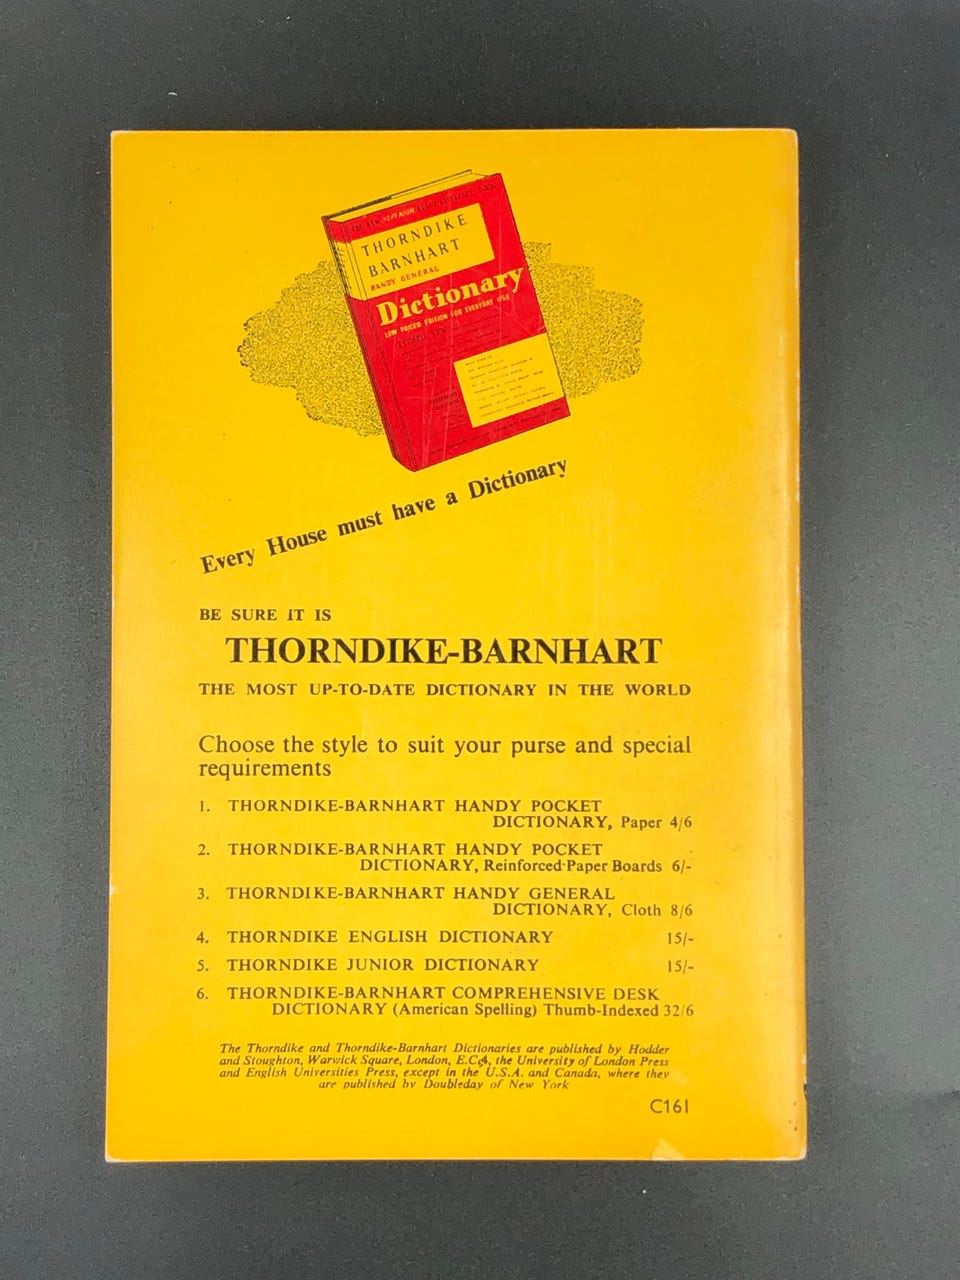 THORNDIKE
BARNHART
HANDY GENERAL
Dictionary
LOW PRICED EDITION FOR EVERYDAY USE
Every House must have a Dictionary
BE SURE IT IS
THORNDIKE-BARNHART
THE MOST UP-TO-DATE DICTIONARY IN THE WORLD
Choose the style to suit your purse and special
requirements
1. THORNDIKE-BARNHART HANDY POCKET
DICTIONARY, Paper 4/6
2. THORNDIKE-BARNHART HANDY POCKET
DICTIONARY, Reinforced Paper Boards 6/-
3. THORNDIKE-BARNHART HANDY GENERAL
DICTIONARY, Cloth 8/6
4. THORNDIKE ENGLISH DICTIONARY 15/-
5. THORNDIKE JUNIOR DICTIONARY 15/-
6. THORNDIKE-BARNHART COMPREHENSIVE DESK
DICTIONARY (American Spelling) Thumb-Indexed 32/6
The Thorndike and Thorndike-Barnhart Dictionaries are published by Hodder
and Stoughton, Warwick Square, London, E.C.4, the University of London Press
and English Universities Press, except in the U.S.A. and Canada, where they
are published by Doubleday of New York
C161